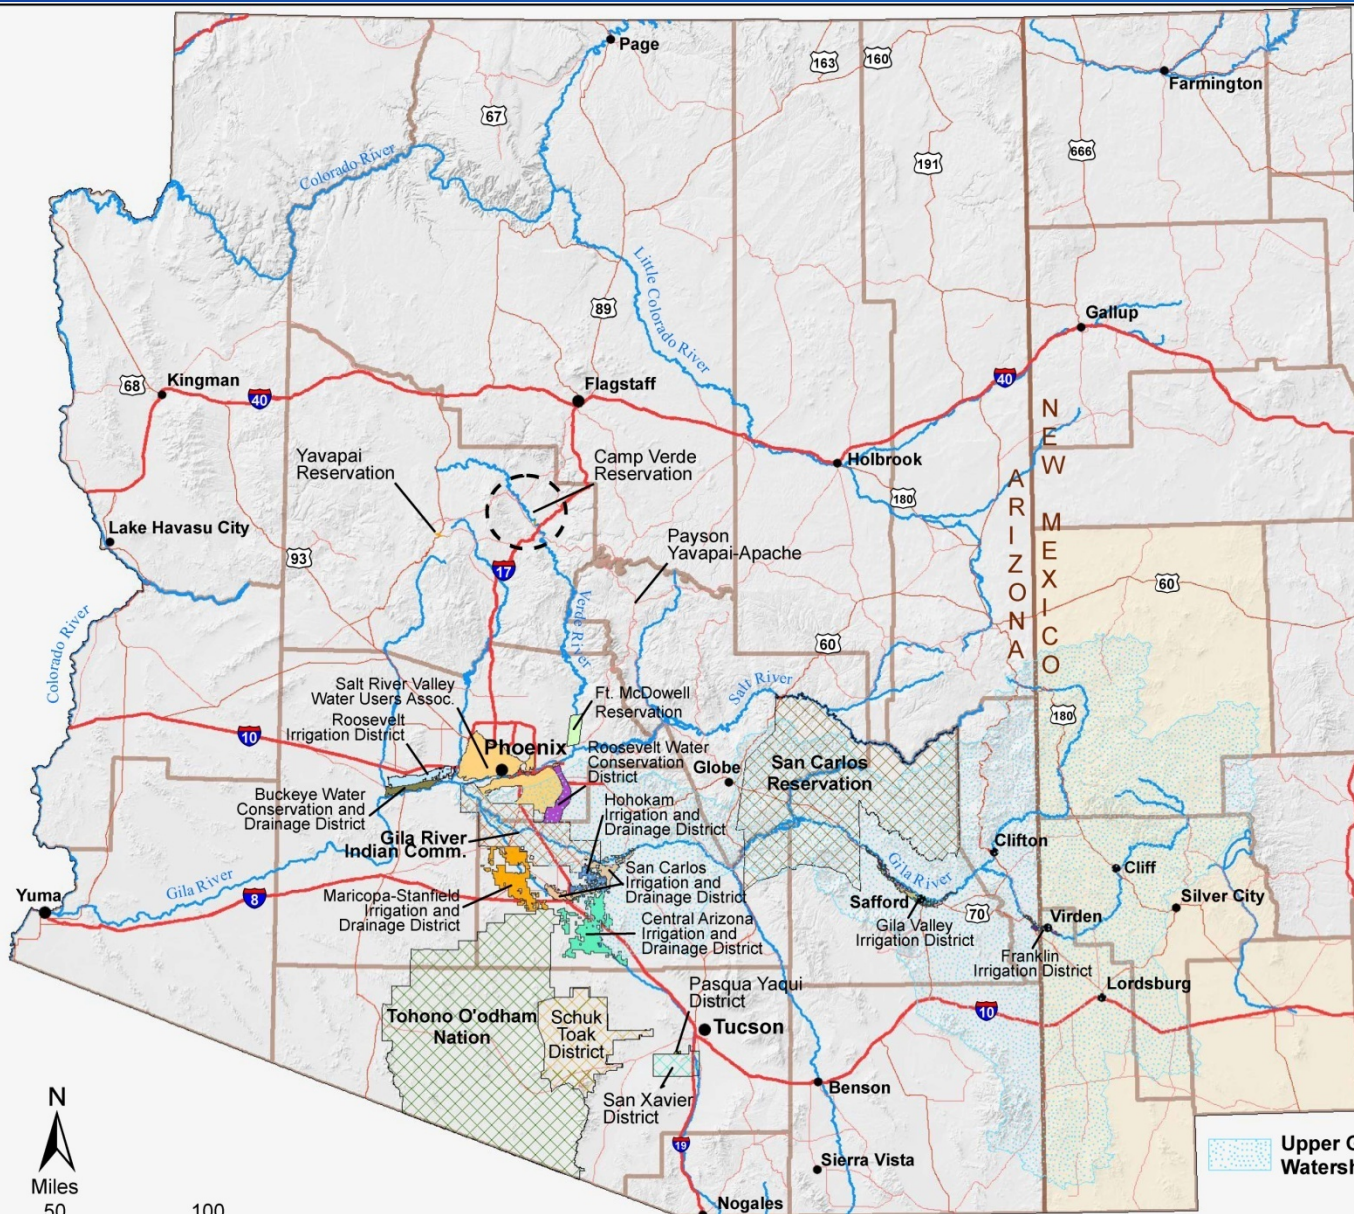 Page
163
160
Farmington
67
Colorado River
666
191
Little Colorado River
89
Gallup
68
Kingman
40
Flagstaff
40
NEW MEXICO
ARIZONA
Yavapai
Reservation
Camp Verde
Reservation
Holbrook
180
Lake Havasu City
93
17
Payson
Yavapai-Apache
60
Colorado River
Verde River
60
Salt River Valley
Water Users Assoc.
Ft. McDowell
Reservation
Salt River
180
Roosevelt
Irrigation District
10
Phoenix
Roosevelt Water
Conservation
District
Globe
San Carlos
Reservation
Buckeye Water
Conservation and
Drainage District
Hohokam
Irrigation and
Drainage District
Gila River
Indian Comm.
Clifton
San Carlos
Irrigation and
Drainage District
Gila River
Cliff
Yuma
Gila River
8
Maricopa-Stanfield
Irrigation and
Drainage District
Safford
Silver City
70
Virden
Gila Valley
Irrigation District
Central Arizona
Irrigation and
Drainage District
Franklin
Irrigation District
Pasqua Yaqui
District
Lordsburg
10
Tohono O'odham
Nation
Schuk
Toak
District
Tucson
San Xavier
District
Benson
N
19
Sierra Vista
Upper
Miles
50
100
Nogales